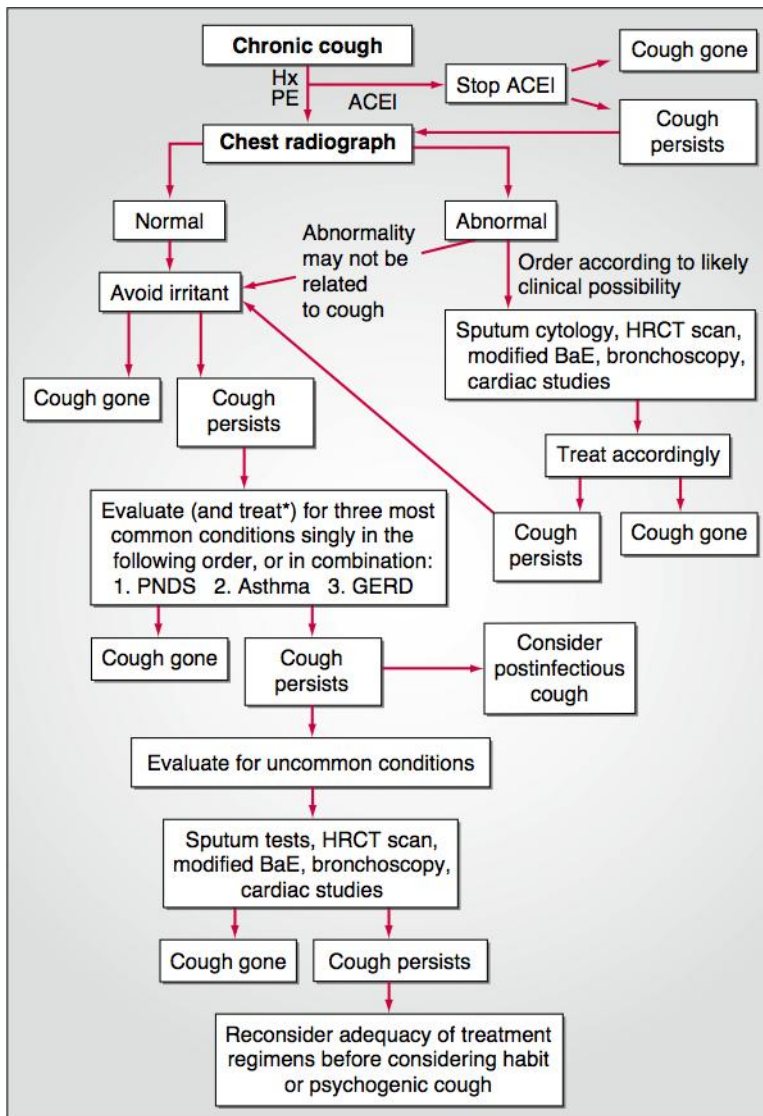 Chronic cough
Hx
PE
ACEI
Stop ACEI
Cough gone
Cough
persists
Chest radiograph
Normal
Abnormal
Abnormality
may not be
related
to cough
Order according to likely
clinical possibility
Avoid irritant
Sputum cytology, HRCT scan,
modified BaE, bronchoscopy,
cardiac studies
Cough gone
Cough
persists
Treat accordingly
Cough
persists
Cough gone
Evaluate (and treat*) for three most
common conditions singly in the
following order, or in combination:
1. PNDS 2. Asthma 3. GERD
Cough gone
Cough
persists
Consider
postinfectious
cough
Evaluate for uncommon conditions
Sputum tests, HRCT scan,
modified BaE, bronchoscopy,
cardiac studies
Cough gone
Cough persists
Reconsider adequacy of treatment
regimens before considering habit
or psychogenic cough